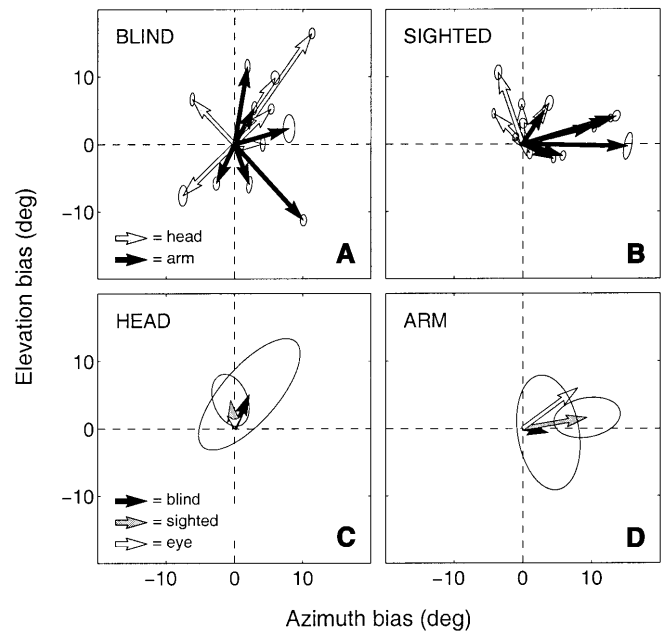 BLIND
10
0
−10
= head
= arm
A
SIGHTED
B
HEAD
10
0
−10
= blind
= sighted
= eye
C
ARM
D
−10 0 10
−10 0 10
Elevation bias (deg)
Azimuth bias (deg)